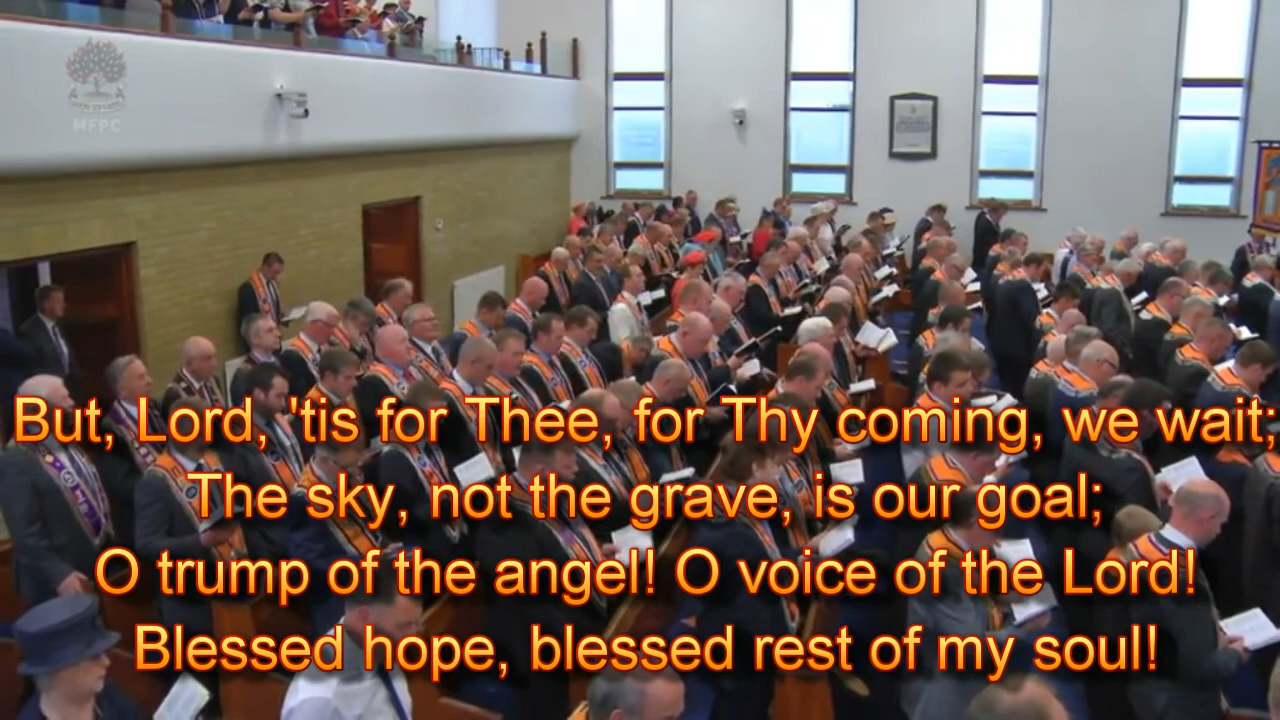 MFPC
But, Lord, 'tis for Thee, for Thy coming, we wait;
The sky, not the grave, is our goal;
O trump of the angel! O voice of the Lord!
Blessed hope, blessed rest of my soul!